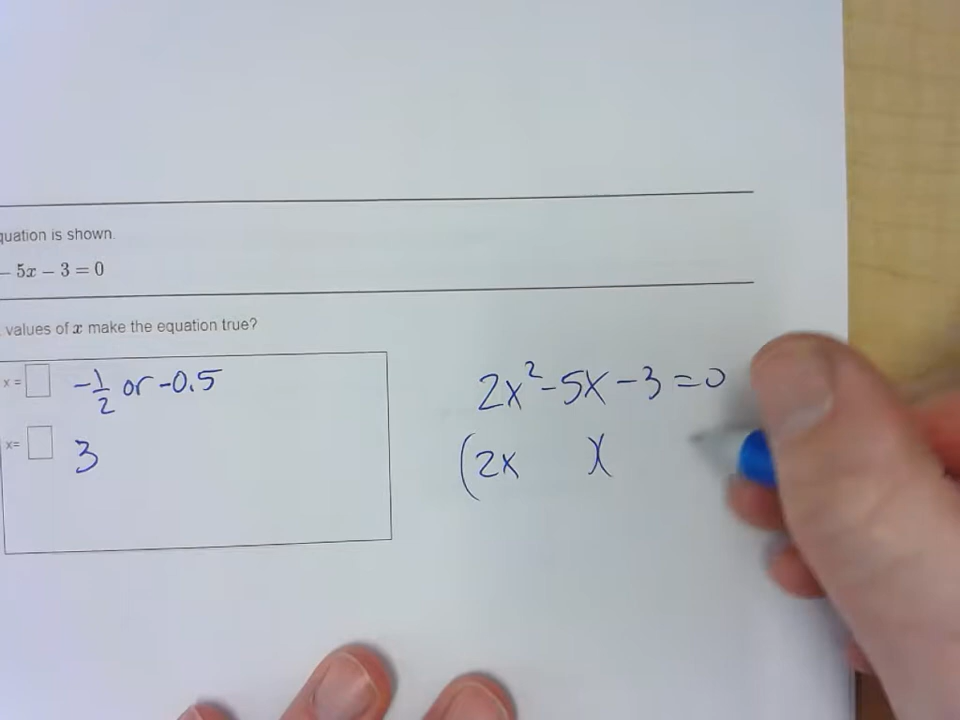 quation is shown.
− 5x − 3 = 0
values of x make the equation true?
x = -1/2 or -0.5
x= 3
2x²-5x-3=0
(2x )(